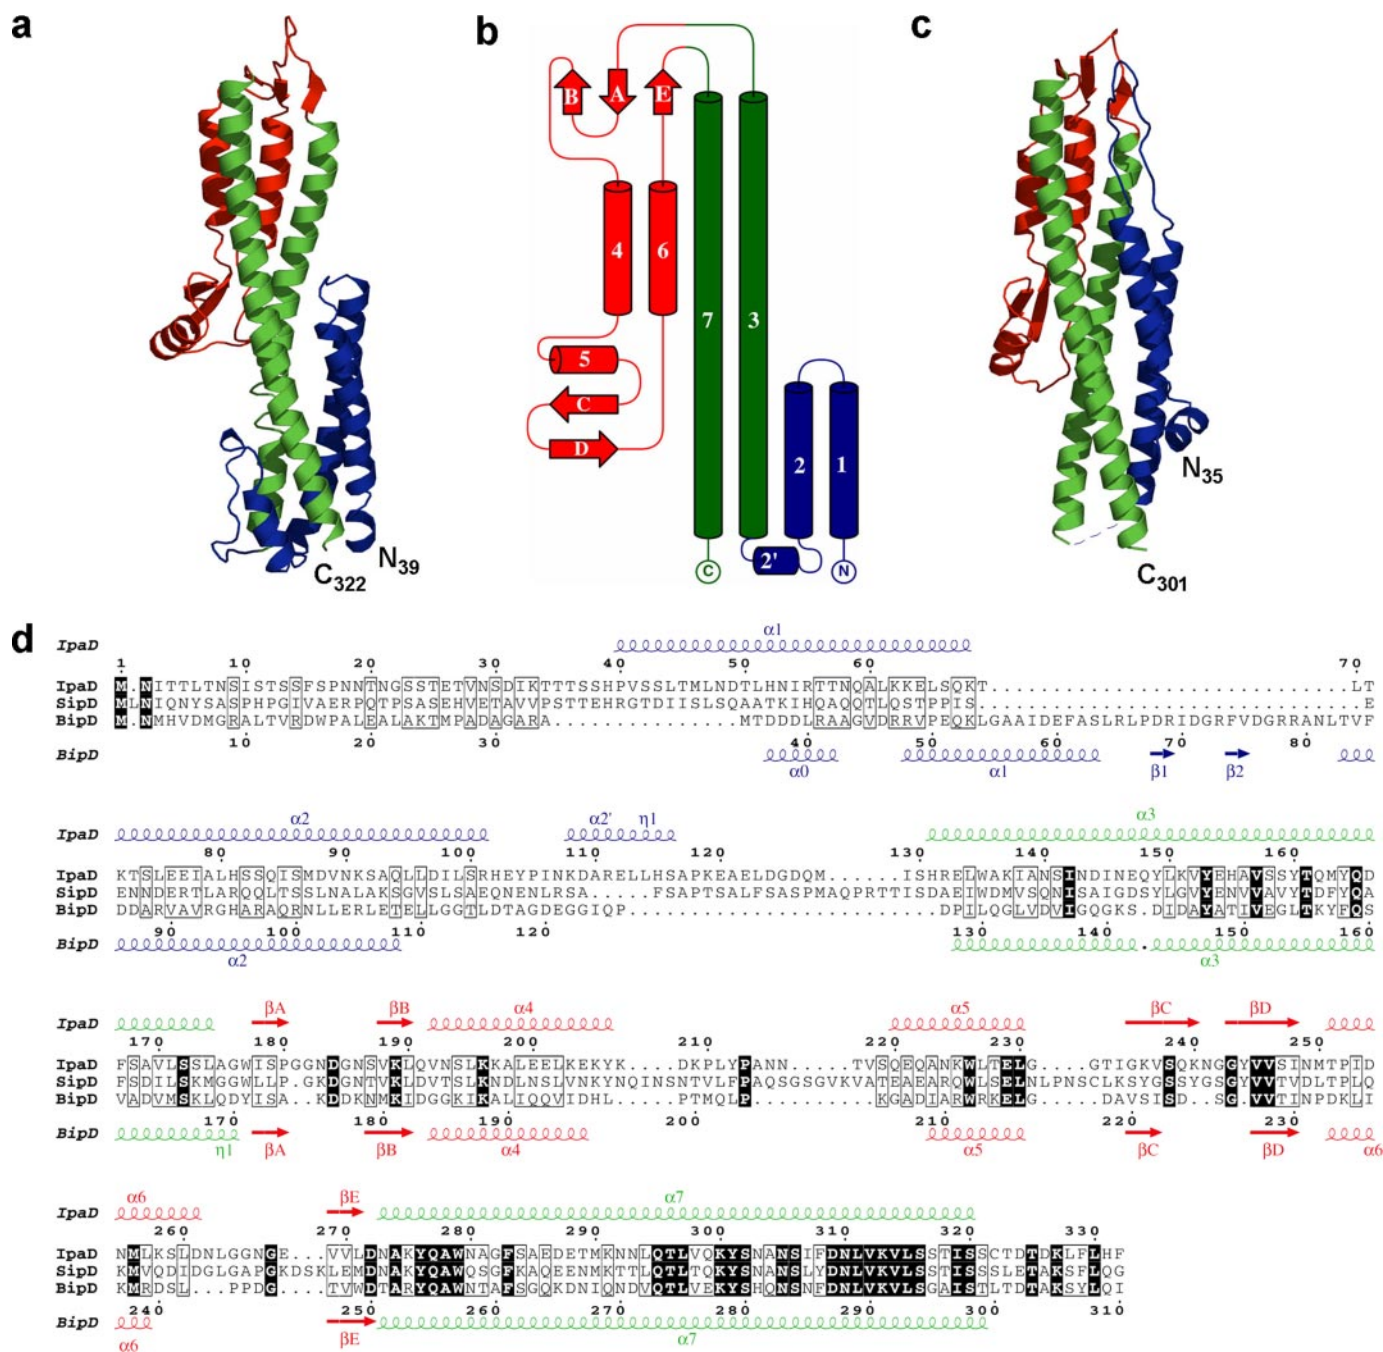 a
b
c
B A E
4 6
7 3
5
C
D
2 1
2'
C N
C322
N39
N35
C301
d
IpaD α1
1 10 20 30 40 50 60 70
IpaD M.NITTLTNSISTSSFSPNNTNGSSTETVNSDIKTTTSSHPVSSLTMLNDTLHNIRTTNQALKKELSQKT.............................LT
SipD MLNIQNYSASPHPGIVAERPQTPSASEHVETAVVPSTTEHRGTDIISLSQAATKIHQAQQTLQSTPPIS...............................E
BipD M.NMHVDMGRALTVRDWPALEALAKTMPADAGARA...............MTDDDLRAAGVDRRVPEQKLGAAIDEFASLRLPDRIDGRFVDGRRANLTVF
10 20 30 40 50 60 70 80
BipD α0 α1 β1 β2
IpaD α2 α2' η1 α3
80 90 100 110 120 130 140 150 160
IpaD KTSLEEIALHSSQISMDVNKSAQLLDILSRHEYPINKDARELLHSAPKEAELDGDQM......ISHRELWAKIANSINDINEQYLKVYEHAVSSYTQMYQD
SipD ENNDERTLARQQLTSSLNALAKSGVSLSAEQNENLRSA.....FSAPTSALFSASPMAQPRTTISDAEIWDMVSQNISAIGDSYLGVYENVVAVYTDFYQA
BipD DDARVAVRGHARAQRNLLERLETELLGGTLDTAGDEGGIQP..........................DPILQGLVDVIGQGKS.DIDAYATIVEGLTKYFQS
90 100 110 120 130 140 150 160
BipD α2 α3
IpaD βA βB α4 α5 βC βD
170 180 190 200 210 220 230 240 250
IpaD FSAVLSSLAGWISPGGNDGNSVKLQVNSLKKALEELKEKYK....DKPLYPANN.....TVSQEQANKWLTELG....GTIGKVSQKNGGYVVSINMTPID
SipD FSDILSKMGGWLLP.GKDGNTVKLDVTSLKNDLNSLVNKYNQINSNTVLFPAQSGSGVKVATEAEARQWLSELNLPNSCLKSYGSSYGSGYVVTVDLTPLQ
BipD VADVMSKLQDYISA.KDDKNMKIDGGKIKALIQQVIDHL......PTMQLP..........KGADIARWRKELG....DAVSISD..SG.VVTINPDKLI
170 180 190 200 210 220 230
BipD η1 βA βB α4 α5 βC βD α6
IpaD α6 βE α7
260 270 280 290 300 310 320 330
IpaD NMLKSLDNLGGNGE...VVLDNAKYQAWNAGFSAEDETMKNNLQTLVQKYSNANSIFDNLVKVLSSTISSCTDTDKLFLHF
SipD KMVQDIDGLGAPGKDSKLEMDNAKYQAWQSGFKAQEENMKTTLQTLTQKYSNANSLYDNLVKVLSSTISSSLETAKSFLQG
BipD KMRDSL...PPDG....TVWDTARYQAWNTAFSGQKDNIQNDVQTLVEKYSHQNSNFDNLVKVLSGAISTLTDTAKSYLQI
240 250 260 270 280 290 300 310
BipD α6 βE α7